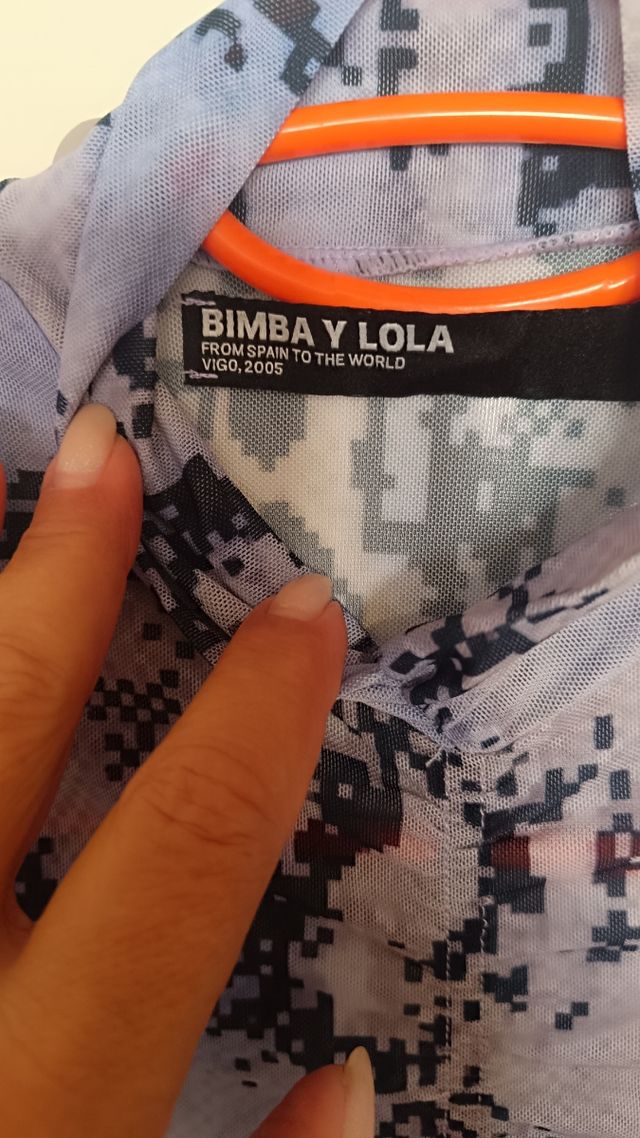 BIMBA Y LOLA
FROM SPAIN TO THE WORLD
VIGO, 2005